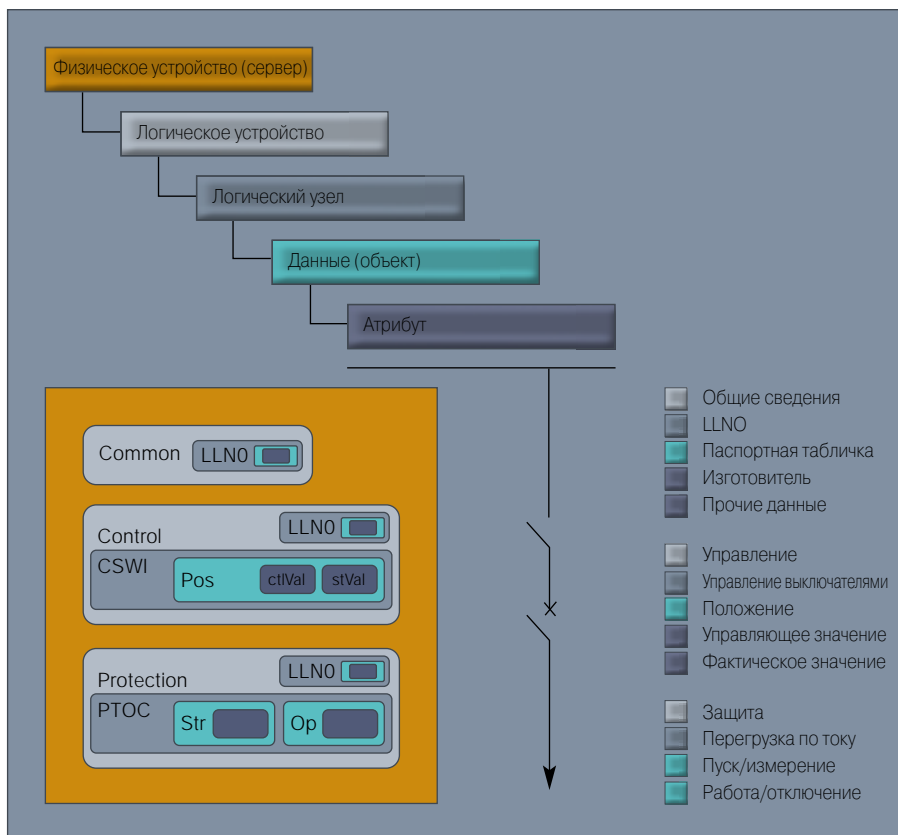 Физическое устройство (сервер)
Логическое устройство
Логический узел
Данные (объект)
Атрибут
Common
LLN0
Control
LLN0
CSWI
Pos
ctlVal
stVal
Protection
LLN0
PTOC
Str
Op
Общие сведения
LLNO
Паспортная табличка
Изготовитель
Прочие данные
Управление
Управление выключателями
Положение
Управляющее значение
Фактическое значение
Защита
Перегрузка по току
Пуск/измерение
Работа/отключение